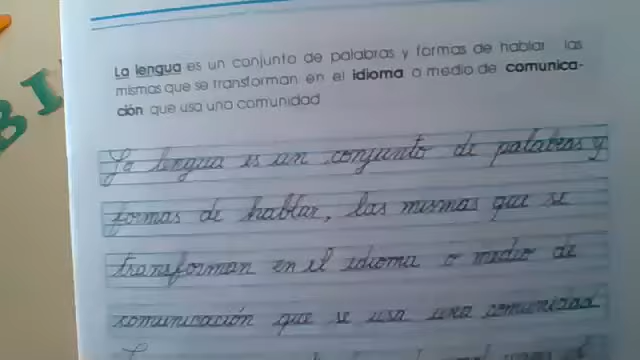 La lengua es un conjunto de palabras y formas de hablar las
mismas que se transforman en el idioma o medio de comunica-
ción que usa una comunidad
La lengua es un conjunto de palabras y
formas de hablar, las mismas que se
transforman en el idioma o medio de
comunicación que se usa una comunidad
BI